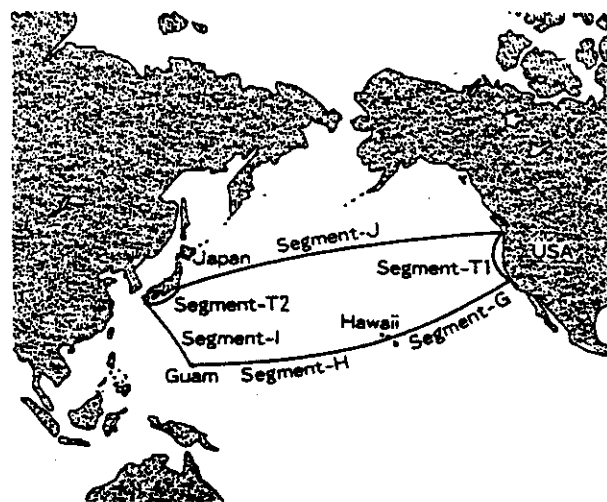 Segment-J
Japan
USA
Segment-T1
Segment-T2
Hawaii
Segment-G
Segment-I
Guam
Segment-H